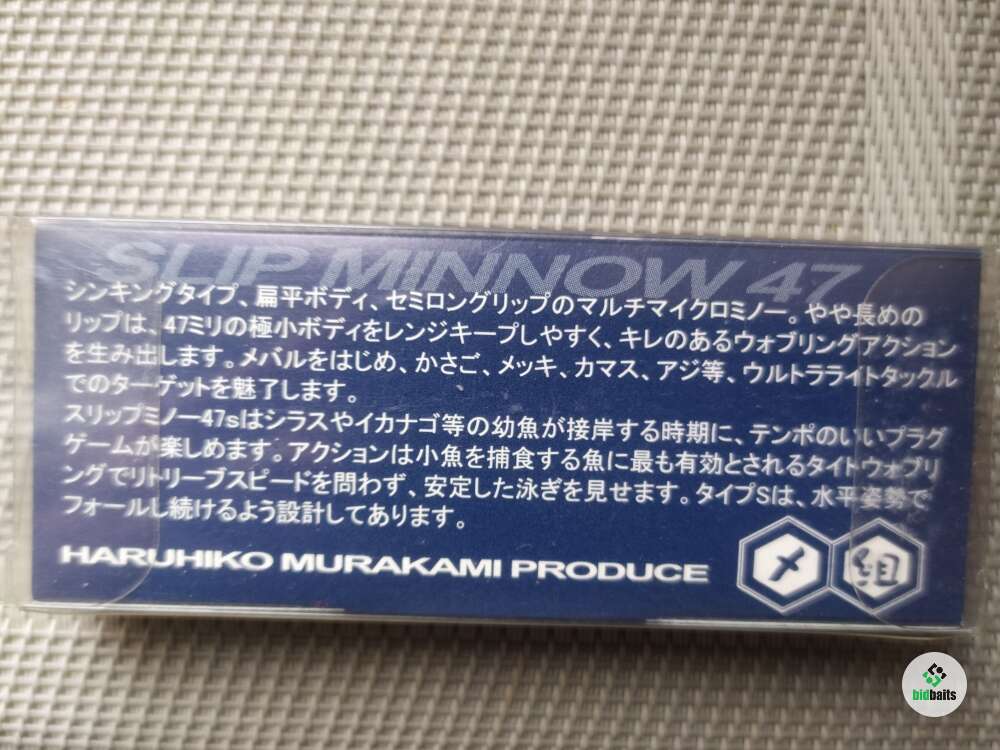 SLIP MINNOW 47
シンキングタイプ、扁平ボディ、セミロングリップのマルチマイクロミノー。やや長めの
リップは、47ミリの極小ボディをレンジキープしやすく、キレのあるウォブリングアクション
を生み出します。メバルをはじめ、かさご、メッキ、カマス、アジ等、ウルトラライトタックル
でのターゲットを魅了します。
スリップミノー47sはシラスやイカナゴ等の幼魚が接岸する時期に、テンポのいいプラグ
ゲームが楽しめます。アクションは小魚を捕食する魚に最も有効とされるタイトウォブリ
ングでリトリーブスピードを問わず、安定した泳ぎを見せます。タイプSは、水平姿勢で
フォールし続けるよう設計してあります。
HARUHIKO MURAKAMI PRODUCE
メ組
bidbaits